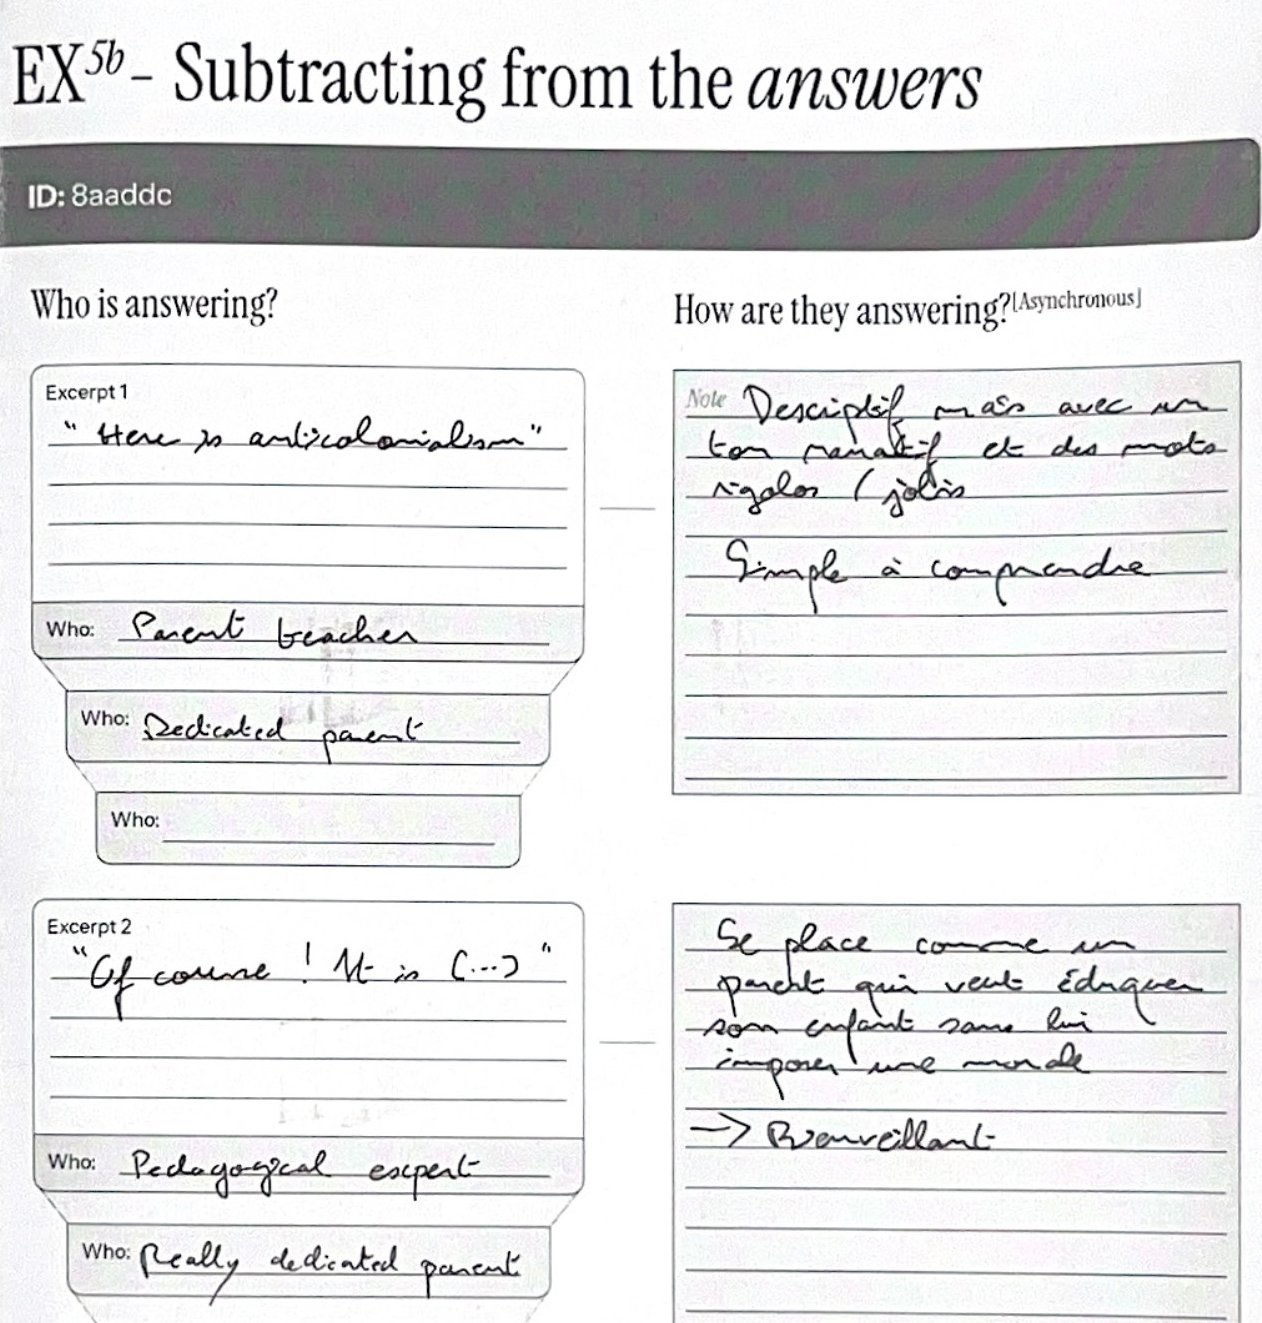 EX5b – Subtracting from the answers
ID: 8aaddc
Who is answering?
How are they answering?[Asynchronous]
Excerpt 1
" Here is anticolonialism"
Who: Parent teacher
Who: Dedicated parent
Who:
Note Descriptif mais avec un
ton narratif et des mots
rigolos / jolis
Simple à comprendre
Excerpt 2
"Of course ! It is (...) "
Who: Pedagogical expert
Who: Really dedicated parent
Se place comme un
parent qui veut éduquer
son enfant sans lui
imposer une morale
-> Bienveillant